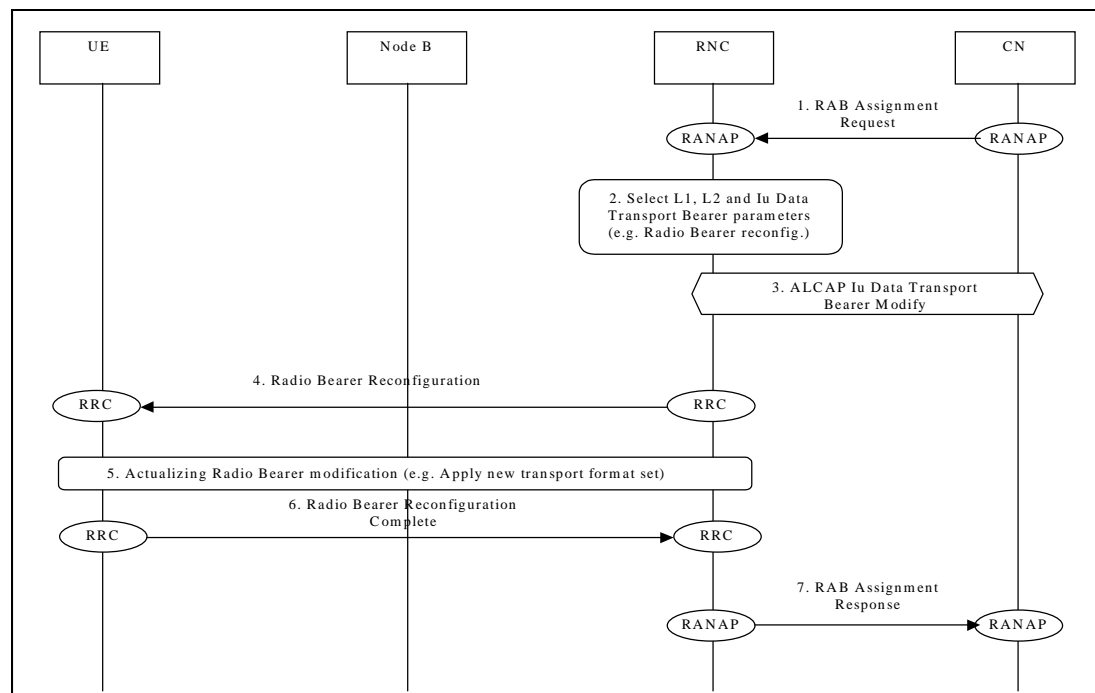 UE
Node B
RNC
CN
1. RAB Assignment
Request
RANAP
RANAP
2. Select L1, L2 and Iu Data
Transport Bearer parameters
(e.g. Radio Bearer reconfig.)
3. ALCAP Iu Data Transport
Bearer Modify
4. Radio Bearer Reconfiguration
RRC
RRC
5. Actualizing Radio Bearer modification (e.g. Apply new transport format set)
6. Radio Bearer Reconfiguration
Complete
RRC
RRC
7. RAB Assignment
Response
RANAP
RANAP